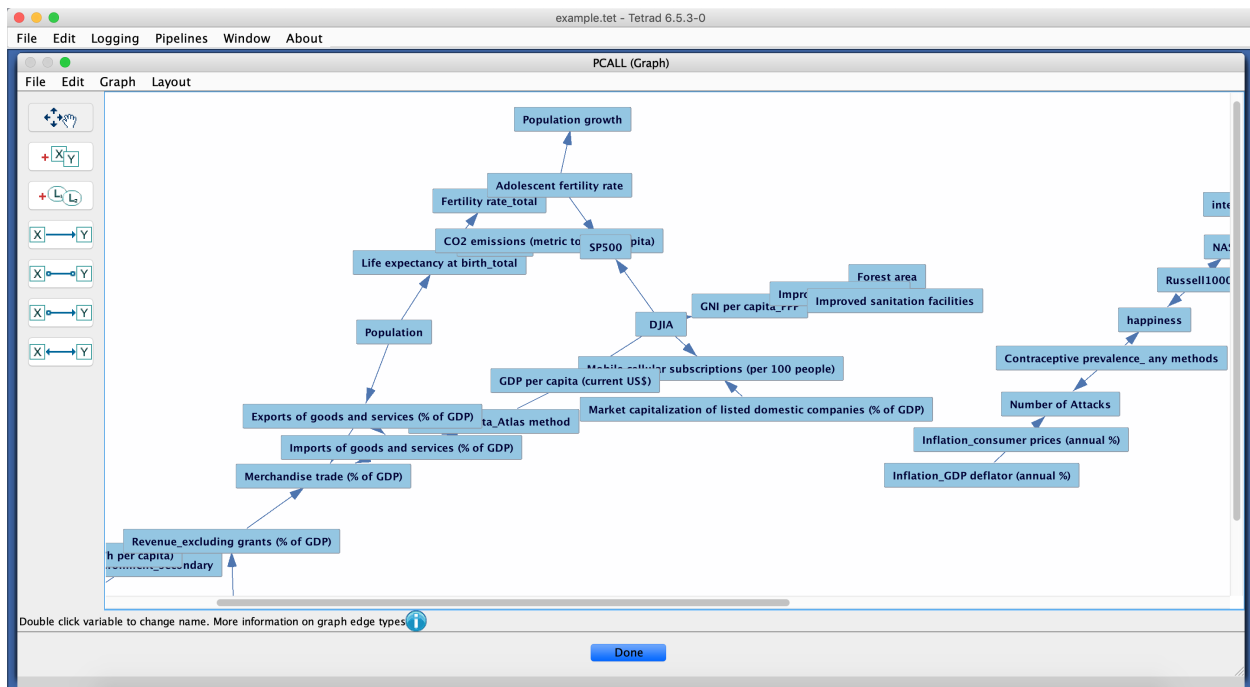 example.tet - Tetrad 6.5.3-0
File Edit Logging Pipelines Window About
PCALL (Graph)
File Edit Graph Layout
Population growth
X Y
Adolescent fertility rate
L L
Fertility rate_total
inte
X Y
CO2 emissions (metric to pita)
SP500
NAS
Life expectancy at birth_total
X Y
Forest area
Russell1000
Impro
Improved sanitation facilities
GNI per capita_PPP
X Y
DJIA
happiness
Population
X Y
Contraceptive prevalence_ any methods
Mobile cellular subscriptions (per 100 people)
GDP per capita (current US$)
Number of Attacks
Market capitalization of listed domestic companies (% of GDP)
Exports of goods and services (% of GDP)
ta_Atlas method
Inflation_consumer prices (annual %)
Imports of goods and services (% of GDP)
Merchandise trade (% of GDP)
Inflation_GDP deflator (annual %)
Revenue_excluding grants (% of GDP)
h per capita)
ndary
Double click variable to change name. More information on graph edge types
Done